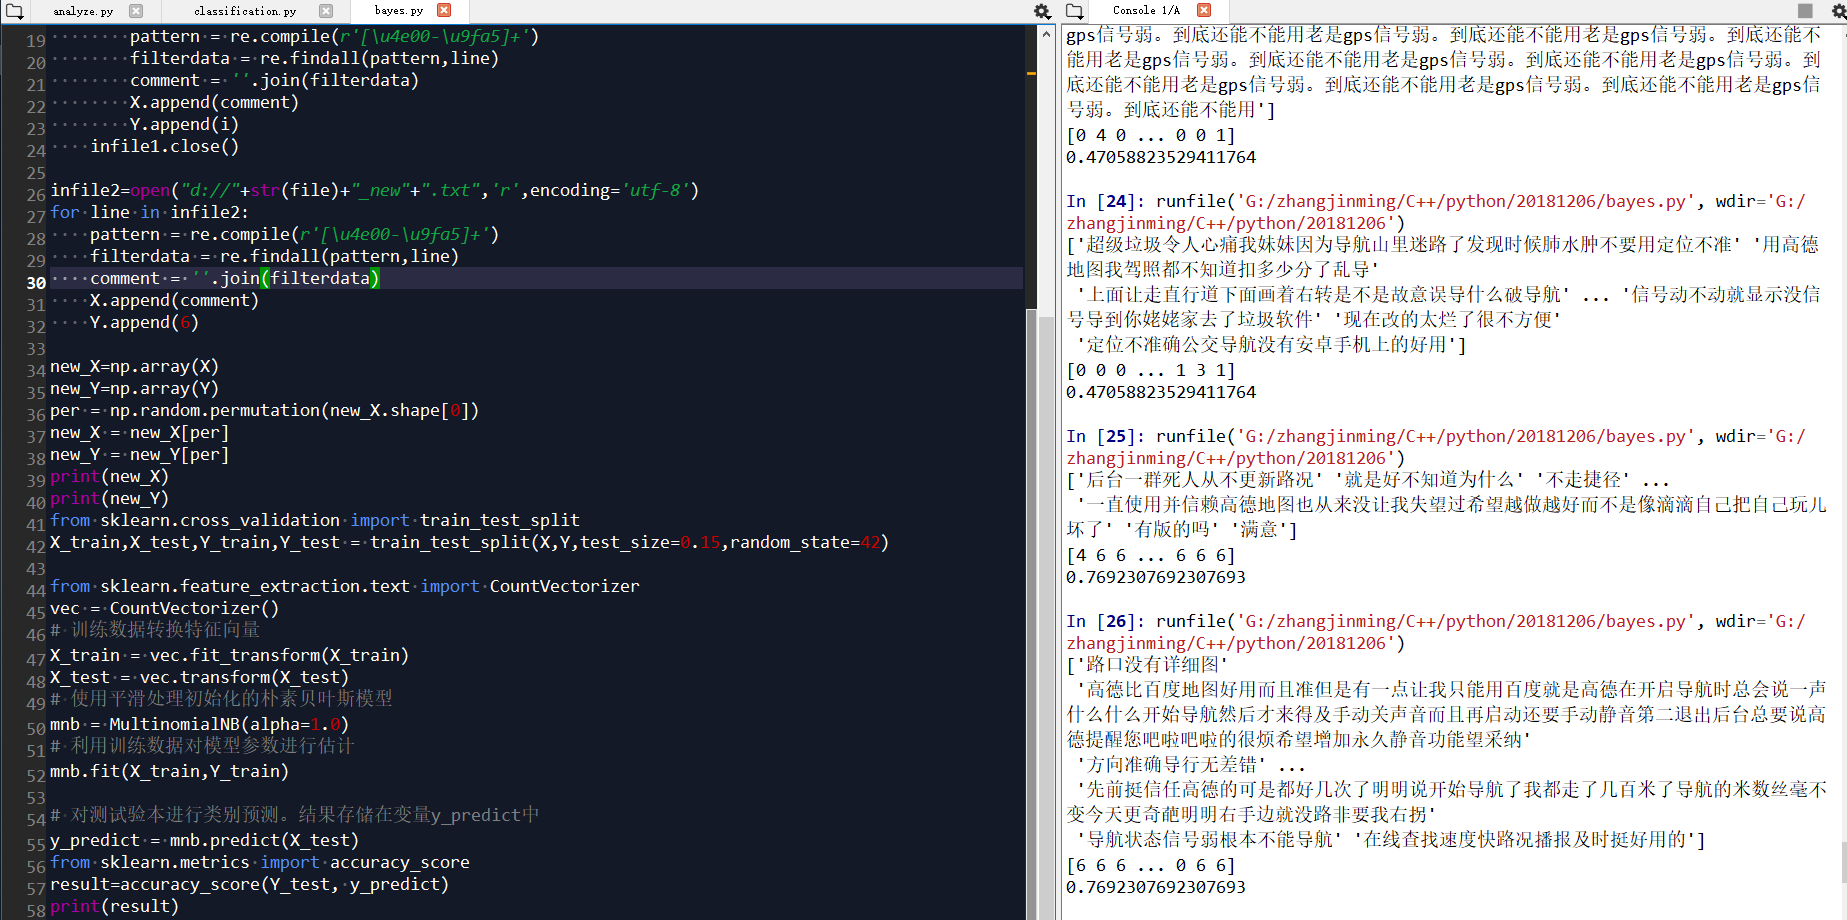 analyze.py
classification.py
bayes.py
19 pattern = re.compile(r'[\u4e00-\u9fa5]+')
20 filterdata = re.findall(pattern,line)
21 comment = ''.join(filterdata)
22 X.append(comment)
23 Y.append(i)
24 infile1.close()
25
26 infile2=open("d://"+str(file)+"_new"+".txt",'r',encoding='utf-8')
27 for line in infile2:
28 pattern = re.compile(r'[\u4e00-\u9fa5]+')
29 filterdata = re.findall(pattern,line)
30 comment = ''.join(filterdata)
31 X.append(comment)
32 Y.append(6)
33
34 new_X=np.array(X)
35 new_Y=np.array(Y)
36 per = np.random.permutation(new_X.shape[0])
37 new_X = new_X[per]
38 new_Y = new_Y[per]
39 print(new_X)
40 print(new_Y)
41 from sklearn.cross_validation import train_test_split
42 X_train,X_test,Y_train,Y_test = train_test_split(X,Y,test_size=0.15,random_state=42)
43
44 from sklearn.feature_extraction.text import CountVectorizer
45 vec = CountVectorizer()
46 # 训练数据转换特征向量
47 X_train = vec.fit_transform(X_train)
48 X_test = vec.transform(X_test)
49 # 使用平滑处理初始化的朴素贝叶斯模型
50 mnb = MultinomialNB(alpha=1.0)
51 # 利用训练数据对模型参数进行估计
52 mnb.fit(X_train,Y_train)
53
54 # 对测试验本进行类别预测。结果存储在变量y_predict中
55 y_predict = mnb.predict(X_test)
56 from sklearn.metrics import accuracy_score
57 result=accuracy_score(Y_test, y_predict)
58 print(result)
Console 1/A
gps信号弱。到底还能不能用老是gps信号弱。到底还能不能用老是gps信号弱。到底还能不
能用老是gps信号弱。到底还能不能用老是gps信号弱。到底还能不能用老是gps信号弱。到
底还能不能用老是gps信号弱。到底还能不能用老是gps信号弱。到底还能不能用老是gps信
号弱。到底还能不能用']
[0 4 0 ... 0 0 1]
0.47058823529411764
In [24]: runfile('G:/zhangjinming/C++/python/20181206/bayes.py', wdir='G:/
zhangjinming/C++/python/20181206')
['超级垃圾令人心痛我妹妹因为导航山里迷路了发现时候肺水肿不要用定位不准' '用高德
地图我驾照都不知道扣多少分了乱导'
'上面让走直行道下面画着右转是不是故意误导什么破导航' ... '信号动不动就显示没信
号导到你姥姥家去了垃圾软件' '现在改的太烂了很不方便'
'定位不准确公交导航没有安卓手机上的好用']
[0 0 0 ... 1 3 1]
0.47058823529411764
In [25]: runfile('G:/zhangjinming/C++/python/20181206/bayes.py', wdir='G:/
zhangjinming/C++/python/20181206')
['后台一群死人从不更新路况' '就是好不知道为什么' '不走捷径' ...
'一直使用并信赖高德地图也从来没让我失望过希望越做越好而不是像滴滴自己把自己玩儿
坏了' '有版的吗' '满意']
[4 6 6 ... 6 6 6]
0.7692307692307693
In [26]: runfile('G:/zhangjinming/C++/python/20181206/bayes.py', wdir='G:/
zhangjinming/C++/python/20181206')
['路口没有详细图'
'高德比百度地图好用而且准但是有一点让我只能用百度就是高德在开启导航时总会说一声
什么什么开始导航然后才来得及手动关声音而且再启动还要手动静音第二退出后台总要说高
德提醒您吧啦吧啦的很烦希望增加永久静音功能望采纳'
'方向准确导行无差错' ...
'先前挺信任高德的可是都好几次了明明说开始导航了我都走了几百米了导航的米数丝毫不
变今天更奇葩明明右手边就没路非要我右拐'
'导航状态信号弱根本不能导航' '在线查找速度快路况播报及时挺好用的']
[6 6 6 ... 0 6 6]
0.7692307692307693